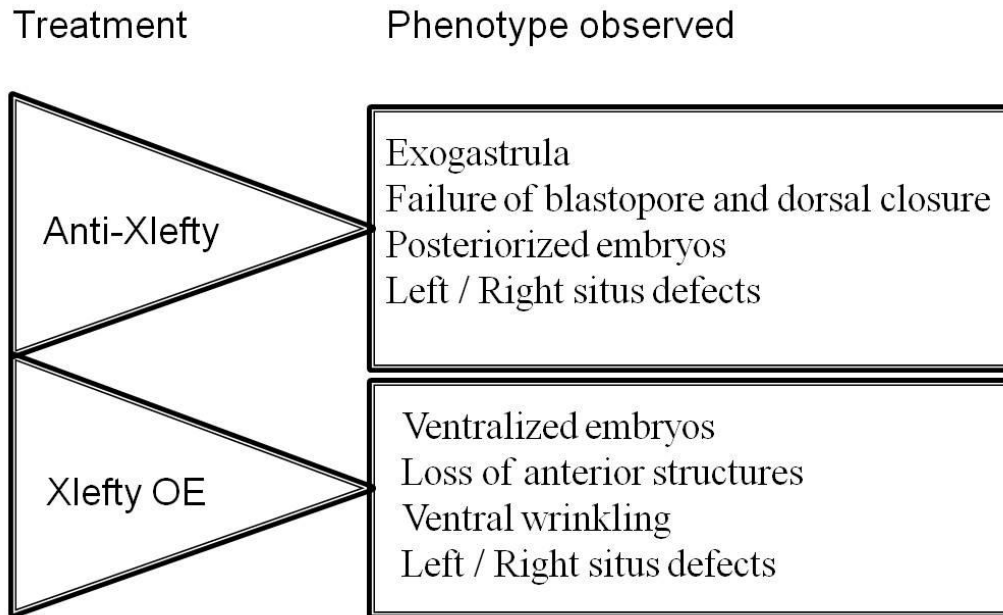 Treatment
Phenotype observed
Anti-Xlefty
Exogastrula
Failure of blastopore and dorsal closure
Posteriorized embryos
Left / Right situs defects
Xlefty OE
Ventralized embryos
Loss of anterior structures
Ventral wrinkling
Left / Right situs defects